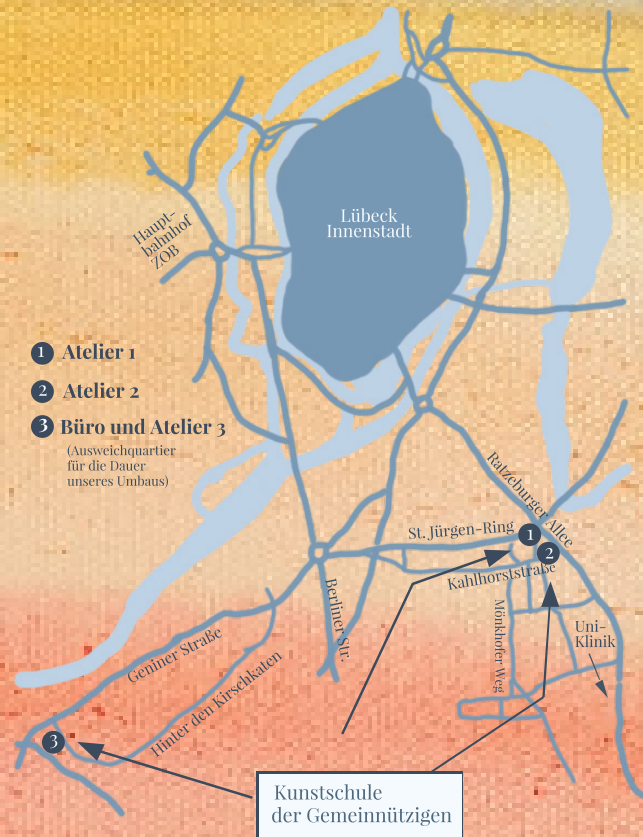 Lübeck
Innenstadt
Haupt-
bahnhof
ZOB
1 Atelier 1
2 Atelier 2
3 Büro und Atelier 3
(Ausweichquartier
für die Dauer
unseres Umbaus)
Ratzeburger Allee
St. Jürgen-Ring
1
2
Kahlhorststraße
Berliner Str.
Mönkhofer Weg
Uni-
Klinik
Geniner Straße
Hinter den Kirschkaten
3
Kunstschule
der Gemeinnützigen